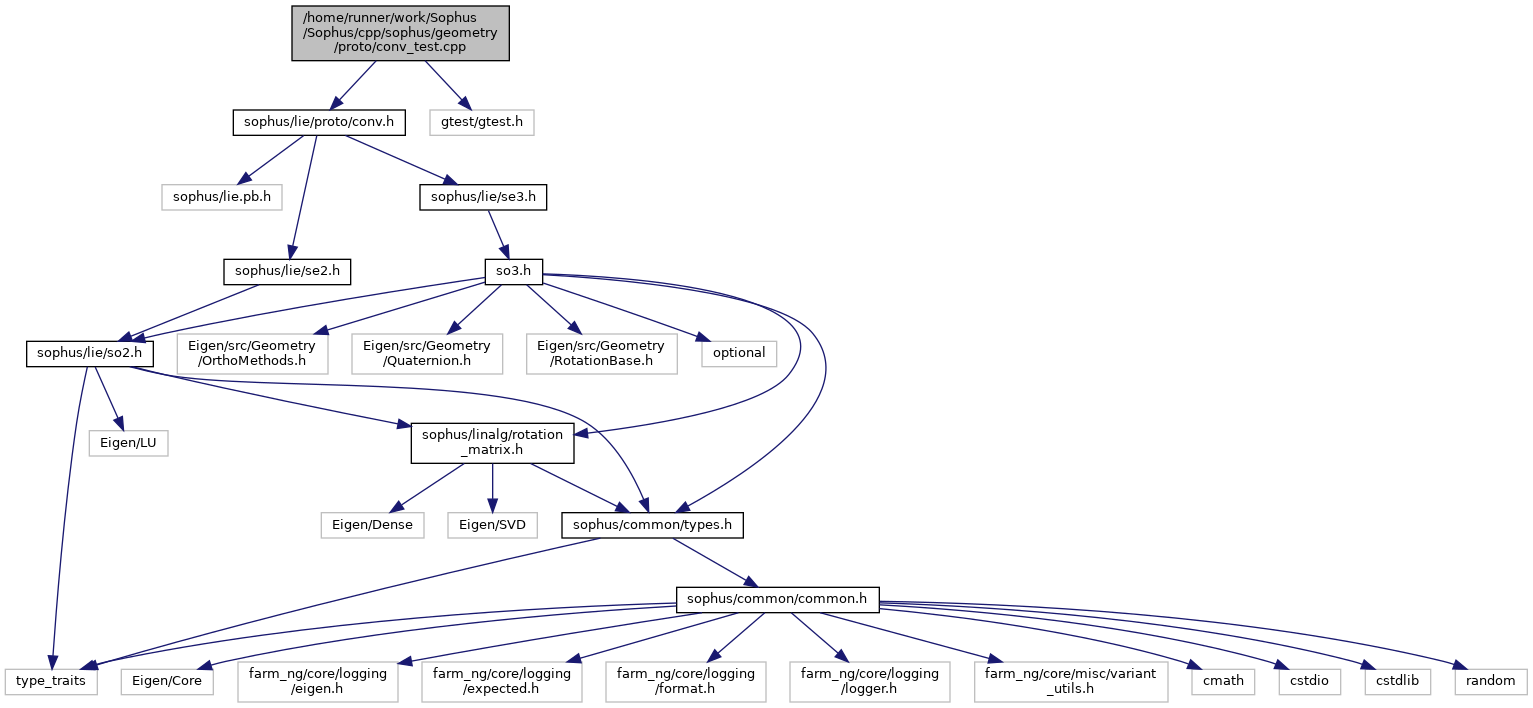 /home/runner/work/Sophus
/Sophus/cpp/sophus/geometry
/proto/conv_test.cpp
sophus/lie/proto/conv.h
gtest/gtest.h
sophus/lie.pb.h
sophus/lie/se3.h
sophus/lie/se2.h
so3.h
sophus/lie/so2.h
Eigen/src/Geometry
/OrthoMethods.h
Eigen/src/Geometry
/Quaternion.h
Eigen/src/Geometry
/RotationBase.h
optional
Eigen/LU
sophus/linalg/rotation
_matrix.h
Eigen/Dense
Eigen/SVD
sophus/common/types.h
sophus/common/common.h
type_traits
Eigen/Core
farm_ng/core/logging
/eigen.h
farm_ng/core/logging
/expected.h
farm_ng/core/logging
/format.h
farm_ng/core/logging
/logger.h
farm_ng/core/misc/variant
_utils.h
cmath
cstdio
cstdlib
random